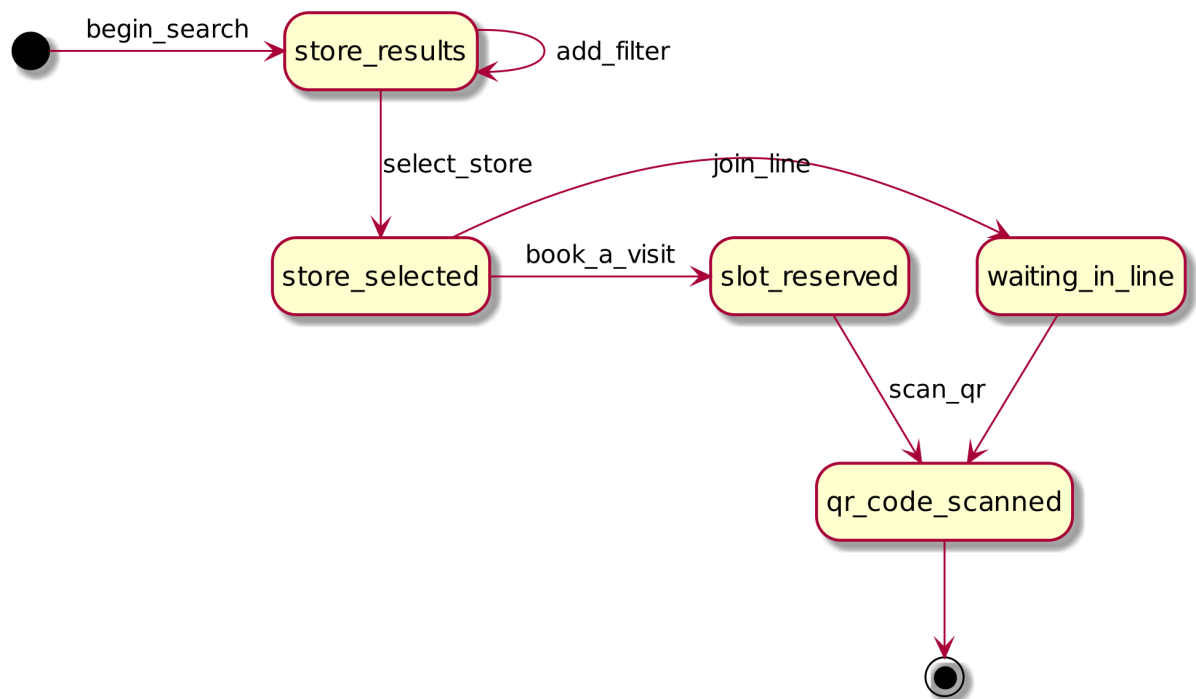 begin_search
store_results
add_filter
select_store
join_line
book_a_visit
store_selected
slot_reserved
waiting_in_line
scan_qr
qr_code_scanned